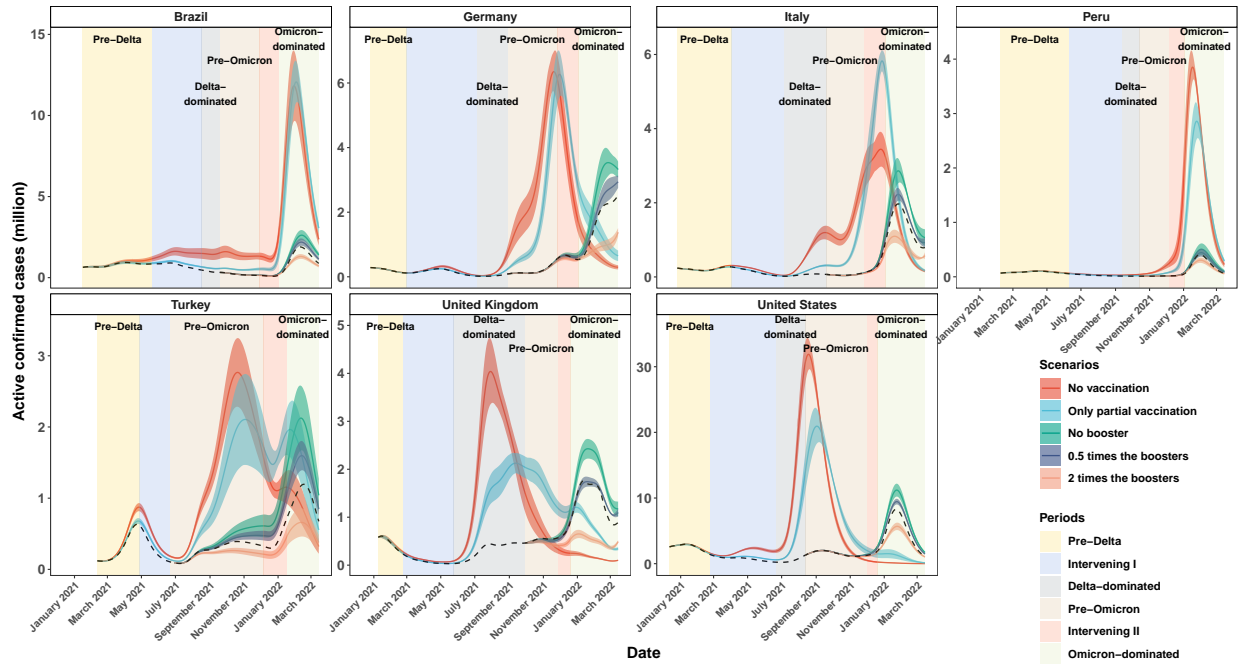 Brazil
Germany
Italy
Peru
Active confirmed cases (million)
15
10
5
0
Pre−Delta
Delta−
dominated
Pre−Omicron
Omicron−
dominated
6
4
2
0
Pre−Delta
Delta−
dominated
Pre−Omicron
Omicron−
dominated
6
4
2
0
Pre−Delta
Delta−
dominated
Pre−Omicron
Omicron−
dominated
4
3
2
1
0
Pre−Delta
Delta−
dominated
Pre−Omicron
Omicron−
dominated
January 2021
March 2021
May 2021
July 2021
September 2021
November 2021
January 2022
March 2022
Turkey
United Kingdom
United States
3
2
1
0
Pre−Delta
Pre−Omicron
Omicron−
dominated
January 2021
March 2021
May 2021
July 2021
September 2021
November 2021
January 2022
March 2022
5
4
3
2
1
0
Pre−Delta
Delta−
dominated
Pre−Omicron
Omicron−
dominated
January 2021
March 2021
May 2021
July 2021
September 2021
November 2021
January 2022
March 2022
30
20
10
0
Pre−Delta
Delta−
dominated
Pre−Omicron
Omicron−
dominated
January 2021
March 2021
May 2021
July 2021
September 2021
November 2021
January 2022
March 2022
Date
Scenarios
No vaccination
Only partial vaccination
No booster
0.5 times the boosters
2 times the boosters
Periods
Pre−Delta
Intervening I
Delta−dominated
Pre−Omicron
Intervening II
Omicron−dominated